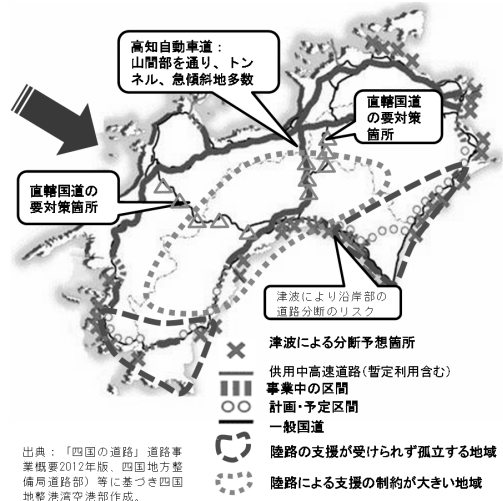 高知自動車道：
山間部を通り、トン
ネル、急傾斜地多数
直轄国道
の要対策
箇所
直轄国道の
要対策箇所
津波により沿岸部の
道路分断のリスク
津波による分断予想箇所
供用中高速道路(暫定利用含む)
事業中の区間
計画・予定区間
一般国道
陸路の支援が受けられず孤立する地域
陸路による支援の制約が大きい地域
出典：「四国の道路」道路事
業概要2012年版、四国地方整
備局道路部）等に基づき四国
地整港湾空港部作成。